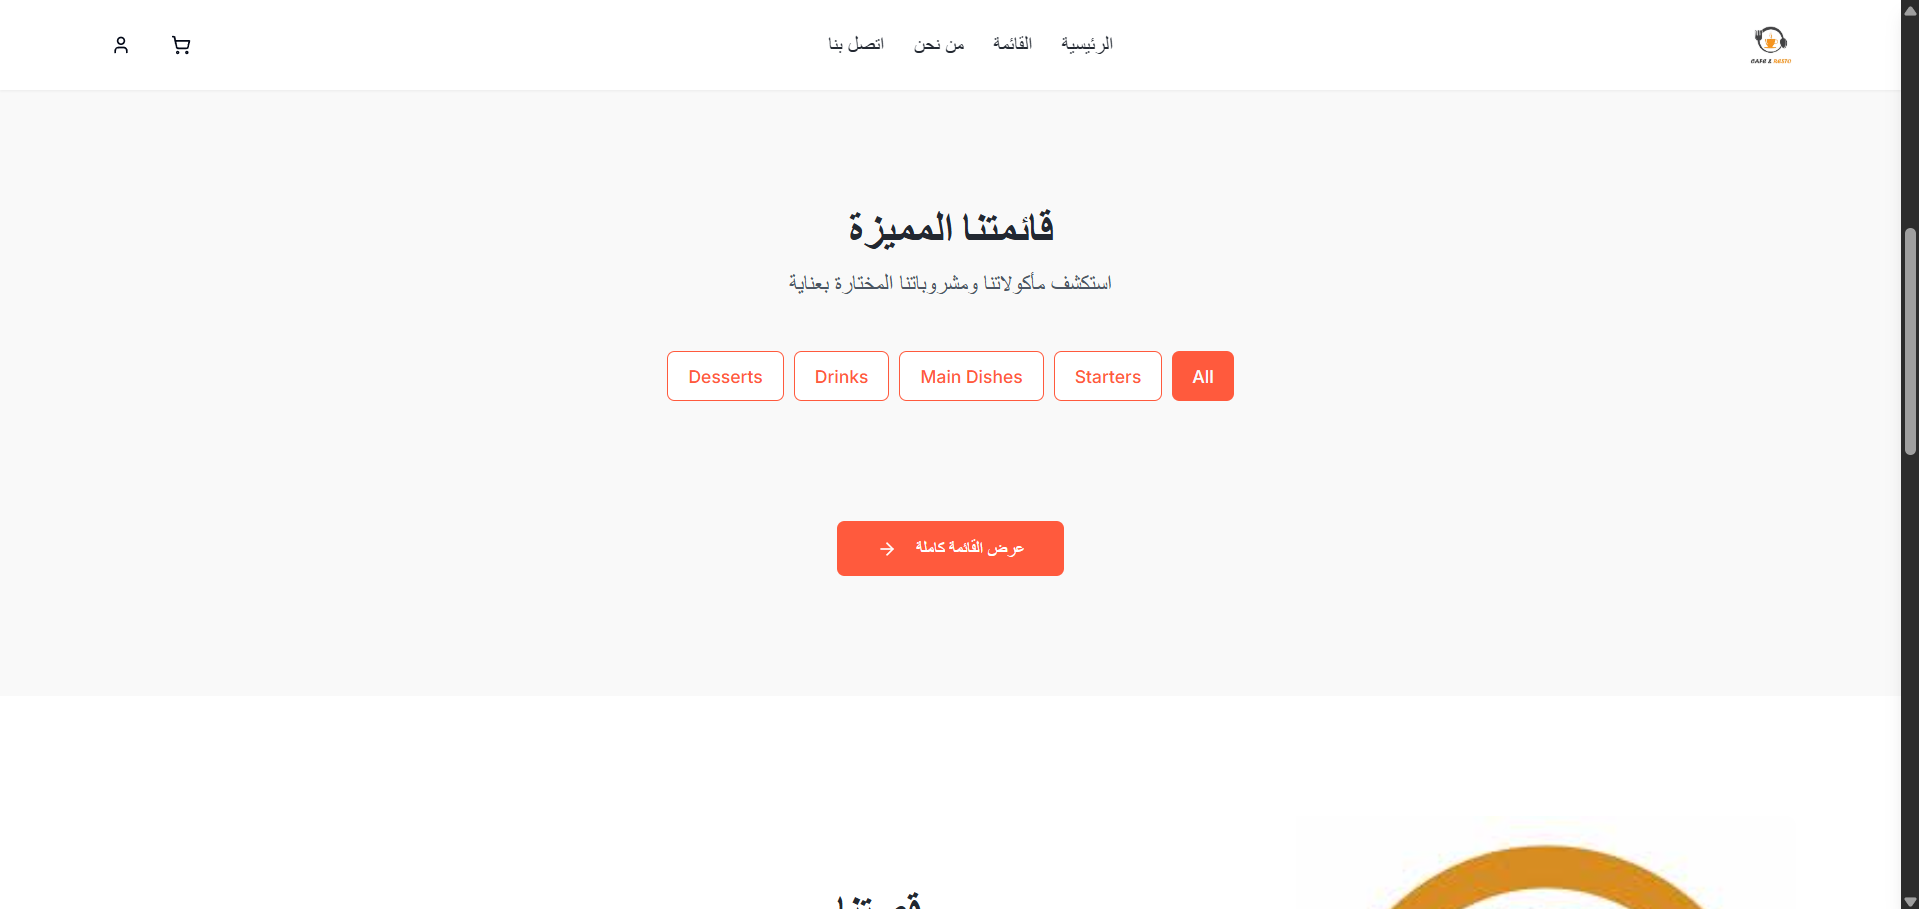 CAFE & RESTO
الرئيسية القائمة من نحن اتصل بنا
قائمتنا المميزة
استكشف مأكولاتنا ومشروباتنا المختارة بعناية
All Starters Main Dishes Drinks Desserts
عرض القائمة كاملة